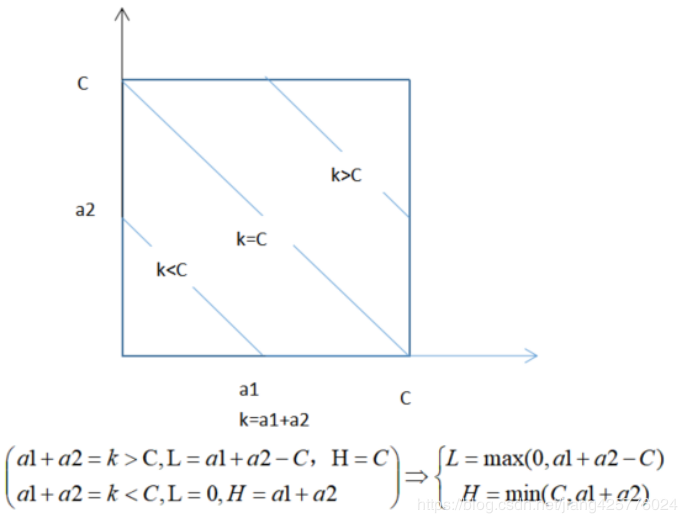 C
k>C
a2
k=C
k<C
a1
C
k=a1+a2
a1+a2=k>C,L=a1+a2-C，H=C
a1+a2=k<C,L=0,H=a1+a2
⇒
L=max(0,a1+a2-C)
H=min(C,a1+a2)